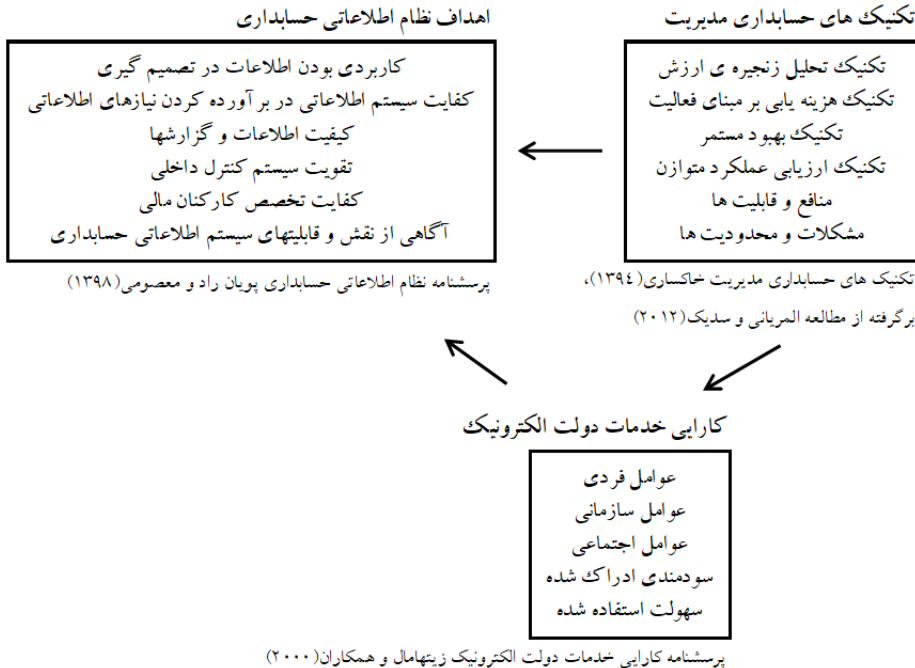 تکنیک های حسابداری مدیریت
تکنیک تحلیل زنجیره ی ارزش
تکنیک هزینه یابی بر مبنای فعالیت
تکنیک بهبود مستمر
تکنیک ارزیابی عملکرد متوازن
منافع و قابلیت ها
مشکلات و محدودیت ها
تکنیک های حسابداری مدیریت خاکساری(۱۳۹٤)،
برگرفته از مطالعه المریانی و سدیک(۲۰۱۲)
اهداف نظام اطلاعاتی حسابداری
کاربردی بودن اطلاعات در تصمیم گیری
کفایت سیستم اطلاعاتی در بر آورده کردن نیازهای اطلاعاتی
کیفیت اطلاعات و گزارشها
تقویت سیستم کنترل داخلی
کفایت تخصص کارکنان مالی
آگاهی از نقش و قابلیتهای سیستم اطلاعاتی حسابداری
پرسشنامه نظام اطلاعاتی حسابداری پویان راد و معصومی(۱۳۹۸)
کارایی خدمات دولت الکترونیک
عوامل فردی
عوامل سازمانی
عوامل اجتماعی
سودمندی ادراک شده
سهولت استفاده شده
پرسشنامه کارایی خدمات دولت الکترونیک زیتهامال و همکاران(۲۰۰۰)